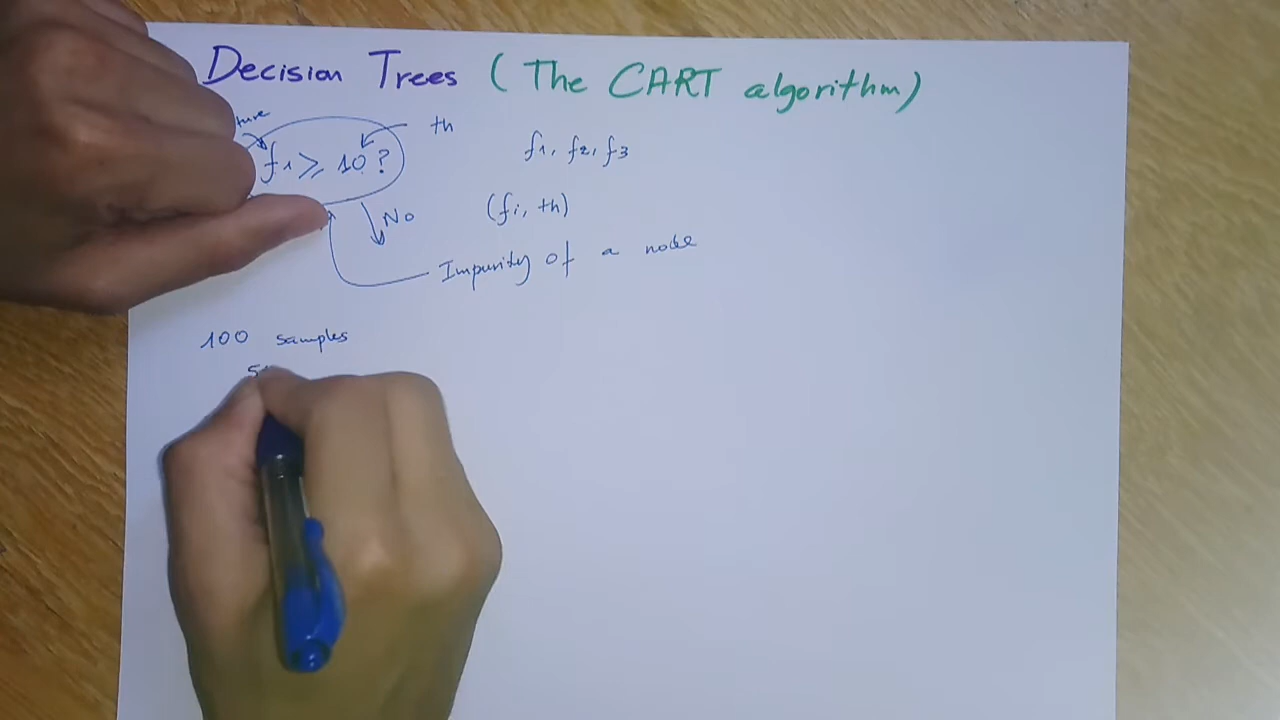 Decision Trees (The CART algorithm)
th
f1 ⩾ 10 ?
f1, f2, f3
No
(fi, th)
Impurity of a node
100 samples